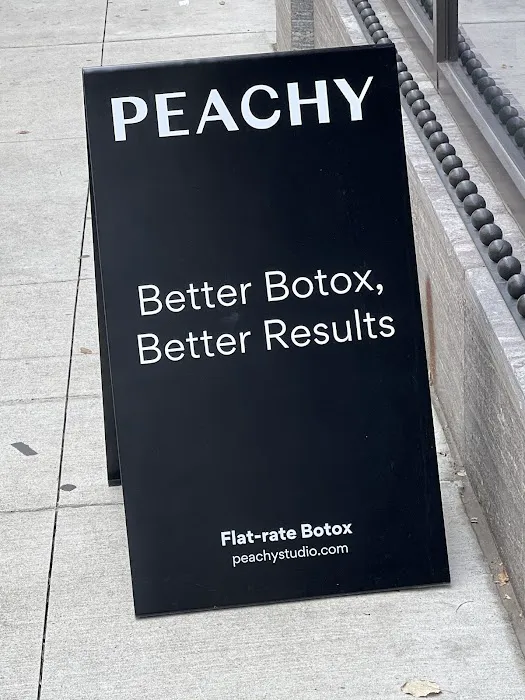 PEACHY
Better Botox,
Better Results
Flat-rate Botox
peachystudio.com